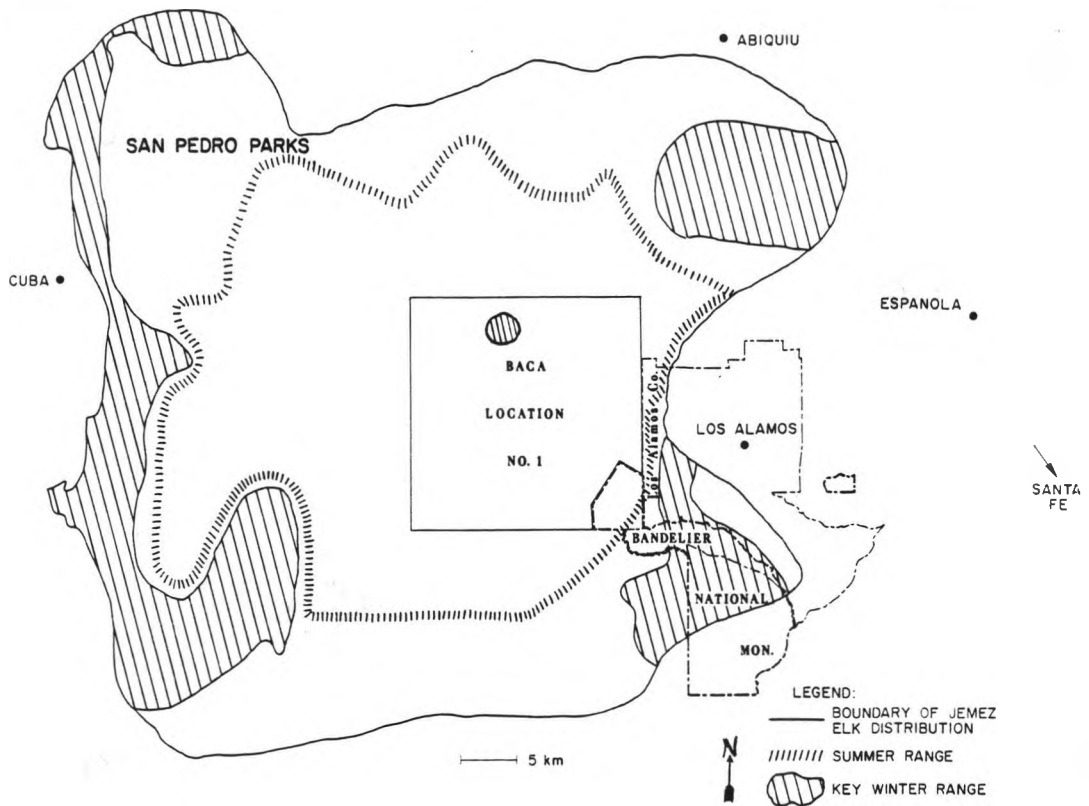 ABIQUIU
SAN PEDRO PARKS
CUBA
ESPANOLA
BACA
LOCATION
NO. 1
Los Alamos Co.
LOS ALAMOS
SANTA
FE
BANDELIER
NATIONAL
MON.
LEGEND:
BOUNDARY OF JEMEZ
ELK DISTRIBUTION
SUMMER RANGE
KEY WINTER RANGE
5 km
N